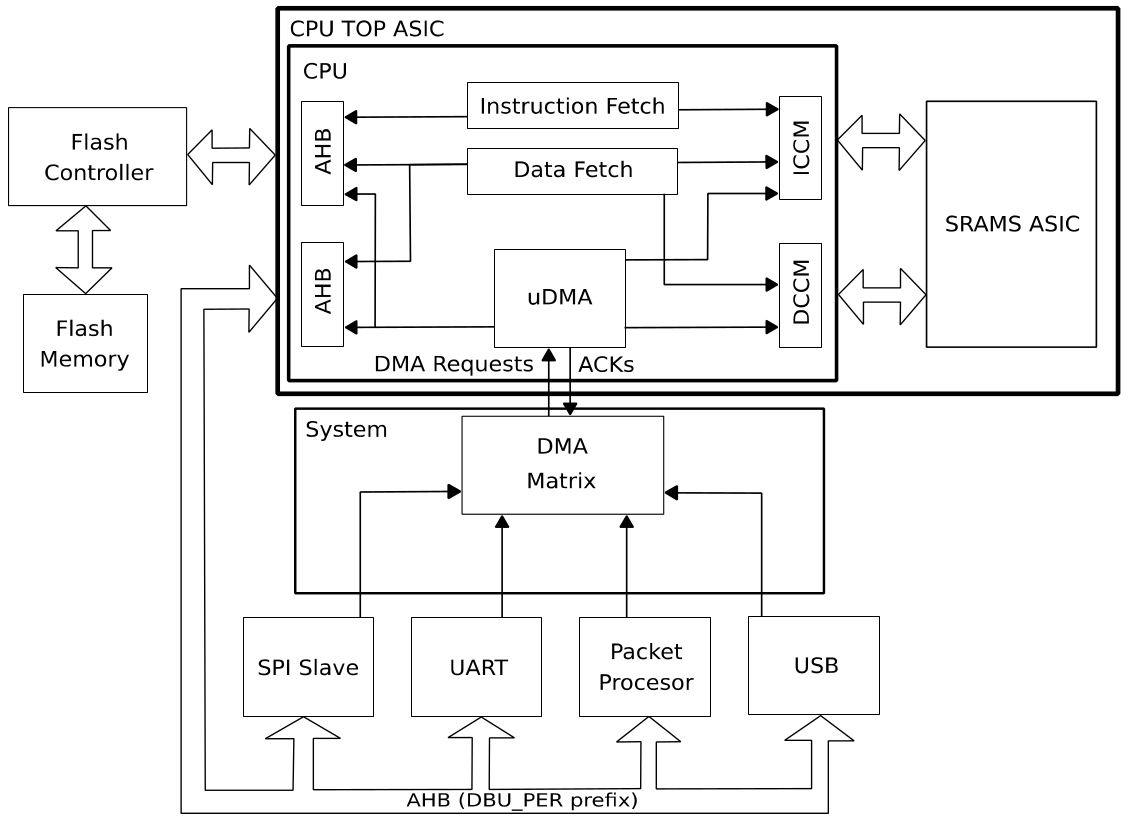 CPU TOP ASIC
CPU
Flash
Controller
AHB
Instruction Fetch
Data Fetch
ICCM
SRAMS ASIC
AHB
uDMA
DCCM
Flash
Memory
DMA Requests
ACKs
System
DMA
Matrix
SPI Slave
UART
Packet
Procesor
USB
AHB (DBU_PER prefix)